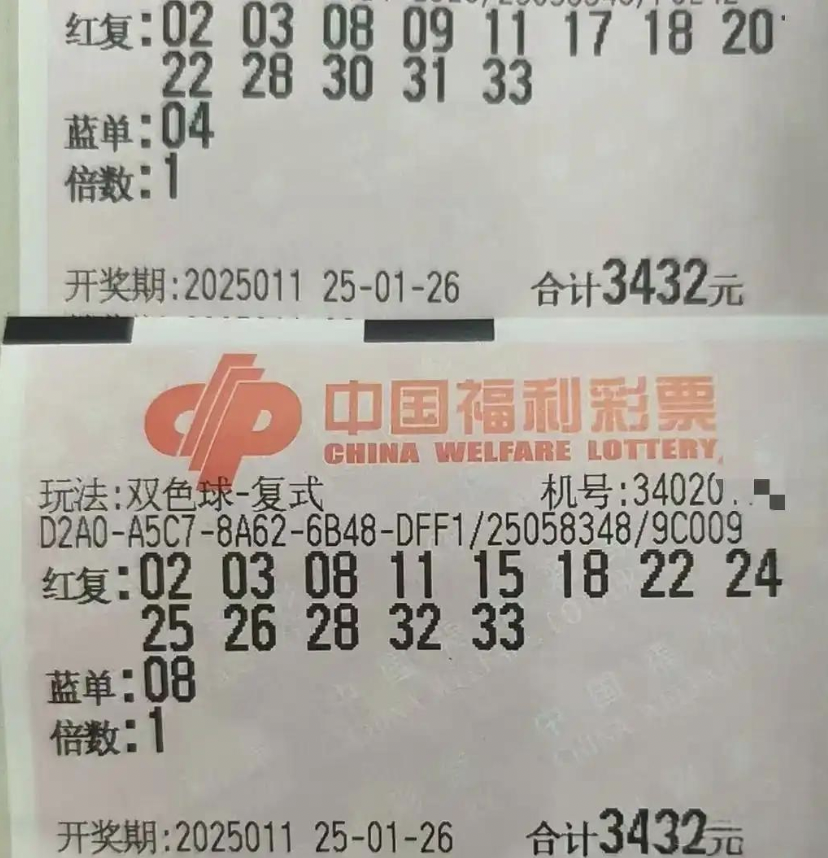 红复:02 03 08 09 11 17 18 20
22 28 30 31 33
蓝单:04
倍数:1
开奖期:2025011 25-01-26 合计3432元
中国福利彩票
CHINA WELFARE LOTTERY
玩法:双色球-复式 机号:34020
D2A0-A5C7-8A62-6B48-DFF1/25058348/9C009
红复:02 03 08 11 15 18 22 24
25 26 28 32 33
蓝单:08
倍数:1
开奖期:2025011 25-01-26 合计3432元